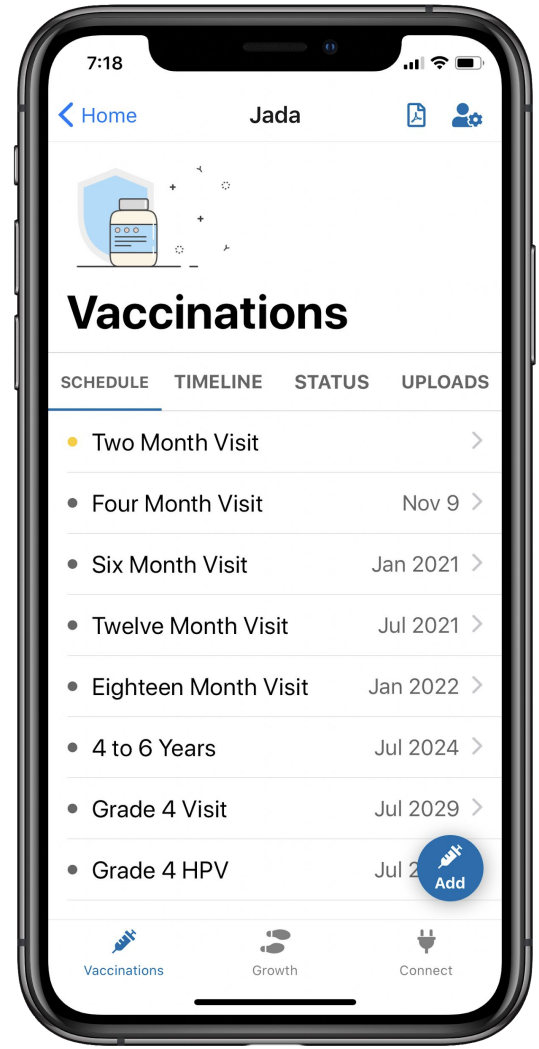 7:18
Home Jada
Vaccinations
SCHEDULE TIMELINE STATUS UPLOADS
Two Month Visit
Four Month Visit Nov 9
Six Month Visit Jan 2021
Twelve Month Visit Jul 2021
Eighteen Month Visit Jan 2022
4 to 6 Years Jul 2024
Grade 4 Visit Jul 2029
Grade 4 HPV Jul
Add
Vaccinations Growth Connect